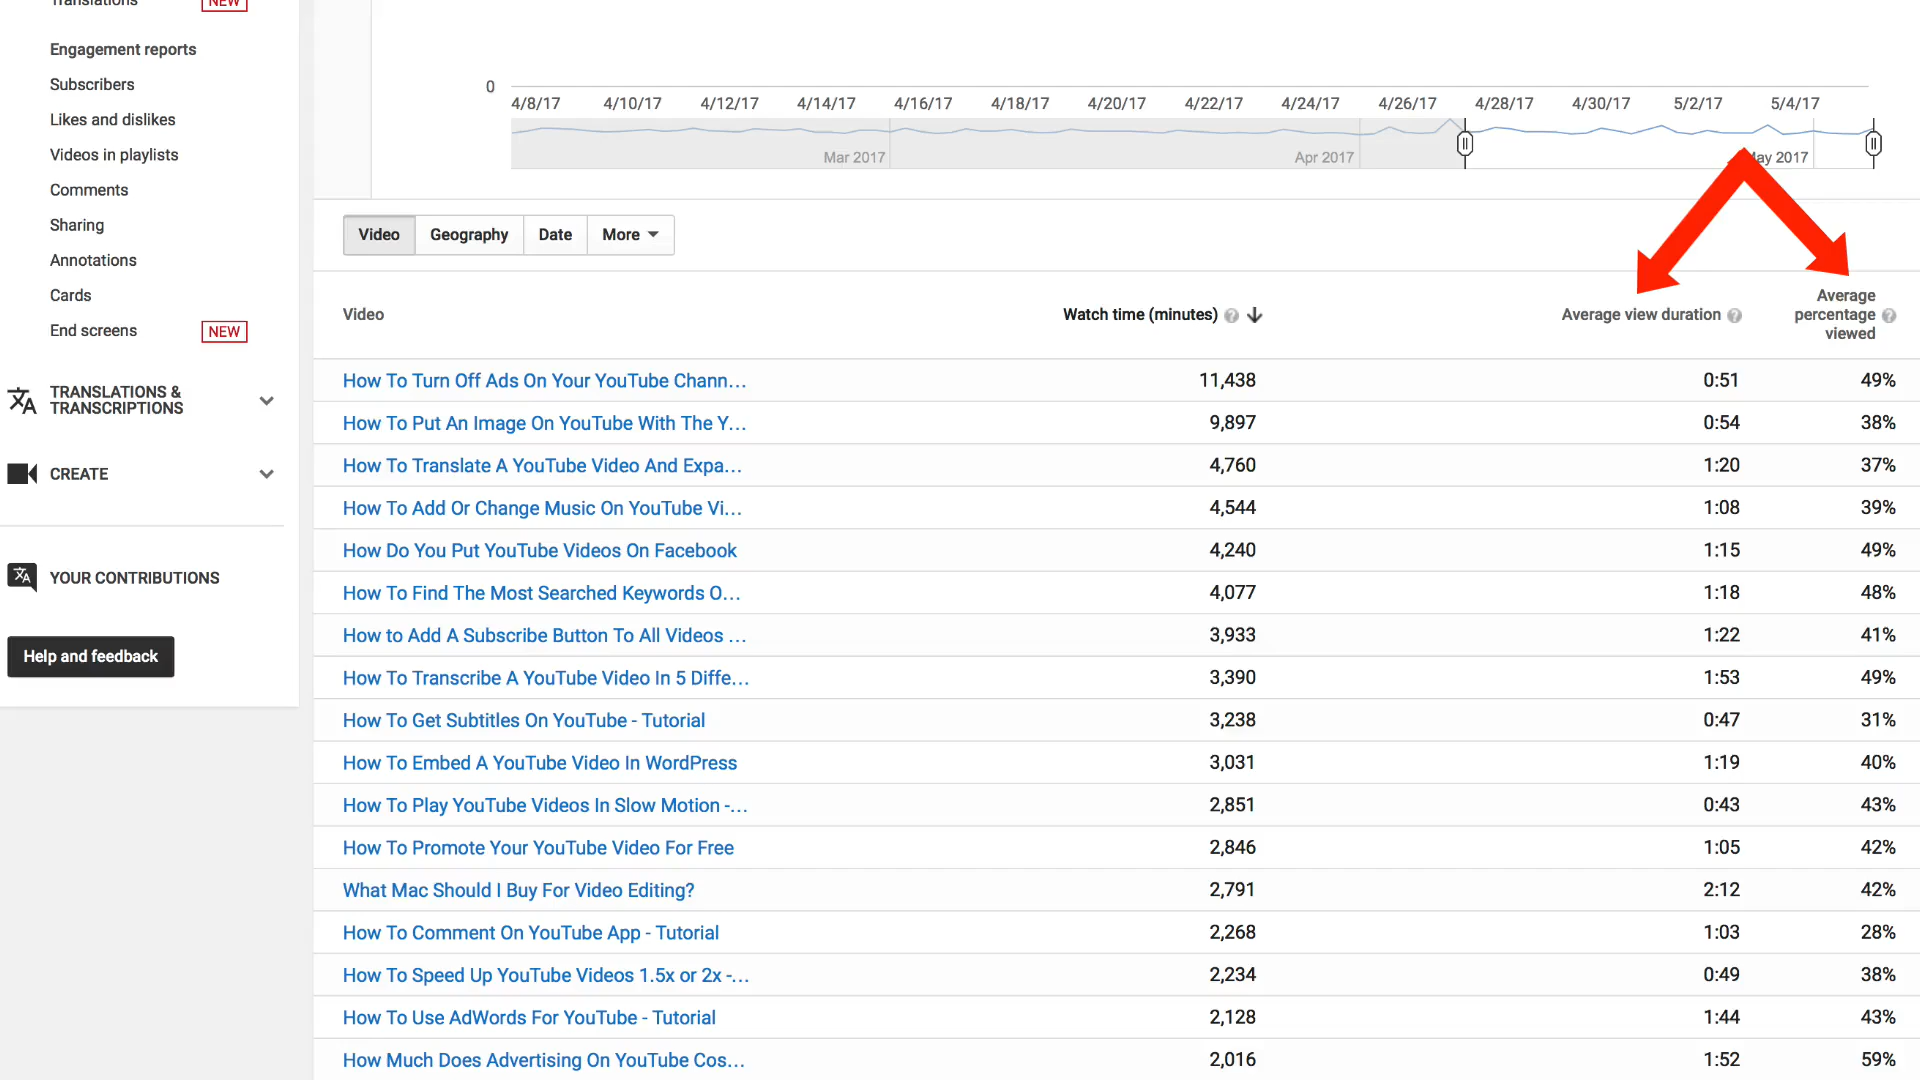 Translations NEW
Engagement reports
Subscribers
Likes and dislikes
Videos in playlists
Comments
Sharing
Annotations
Cards
End screens NEW
TRANSLATIONS &
TRANSCRIPTIONS
CREATE
YOUR CONTRIBUTIONS
Help and feedback
0
4/8/17 4/10/17 4/12/17 4/14/17 4/16/17 4/18/17 4/20/17 4/22/17 4/24/17 4/26/17 4/28/17 4/30/17 5/2/17 5/4/17
Mar 2017 Apr 2017 May 2017
Video Geography Date More
Video Watch time (minutes) ? Average view duration ? Average percentage viewed ?
How To Turn Off Ads On Your YouTube Chann… 11,438 0:51 49%
How To Put An Image On YouTube With The Y… 9,897 0:54 38%
How To Translate A YouTube Video And Expa… 4,760 1:20 37%
How To Add Or Change Music On YouTube Vi… 4,544 1:08 39%
How Do You Put YouTube Videos On Facebook 4,240 1:15 49%
How To Find The Most Searched Keywords O… 4,077 1:18 48%
How to Add A Subscribe Button To All Videos … 3,933 1:22 41%
How To Transcribe A YouTube Video In 5 Diffe… 3,390 1:53 49%
How To Get Subtitles On YouTube - Tutorial 3,238 0:47 31%
How To Embed A YouTube Video In WordPress 3,031 1:19 40%
How To Play YouTube Videos In Slow Motion -… 2,851 0:43 43%
How To Promote Your YouTube Video For Free 2,846 1:05 42%
What Mac Should I Buy For Video Editing? 2,791 2:12 42%
How To Comment On YouTube App - Tutorial 2,268 1:03 28%
How To Speed Up YouTube Videos 1.5x or 2x -… 2,234 0:49 38%
How To Use AdWords For YouTube - Tutorial 2,128 1:44 43%
How Much Does Advertising On YouTube Cos… 2,016 1:52 59%